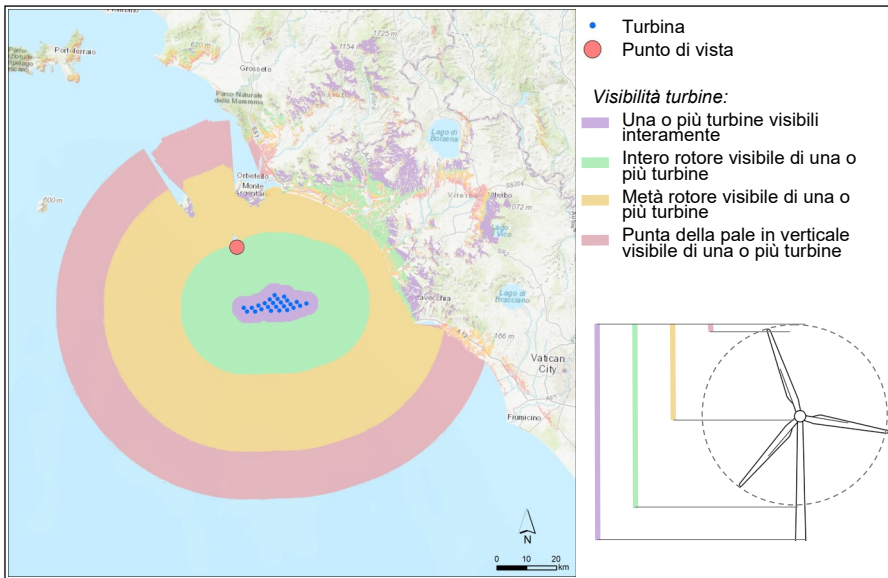 Portoferraio
620 m
1725 m
1154 m
Grosseto
Parco Naturale
della Maremma
Lago di
Bolsena
Orbetello
Monte
Argentario
600 m
Viterbo
1072 m
Lago
Vico
Lago di
Bracciano
166 m
Vatican
City
Fiumicino
N
0 10 20
km
Turbina
Punto di vista
Visibilità turbine:
Una o più turbine visibili
interamente
Intero rotore visibile di una o
più turbine
Metà rotore visibile di una o
più turbine
Punta della pale in verticale
visibile di una o più turbine